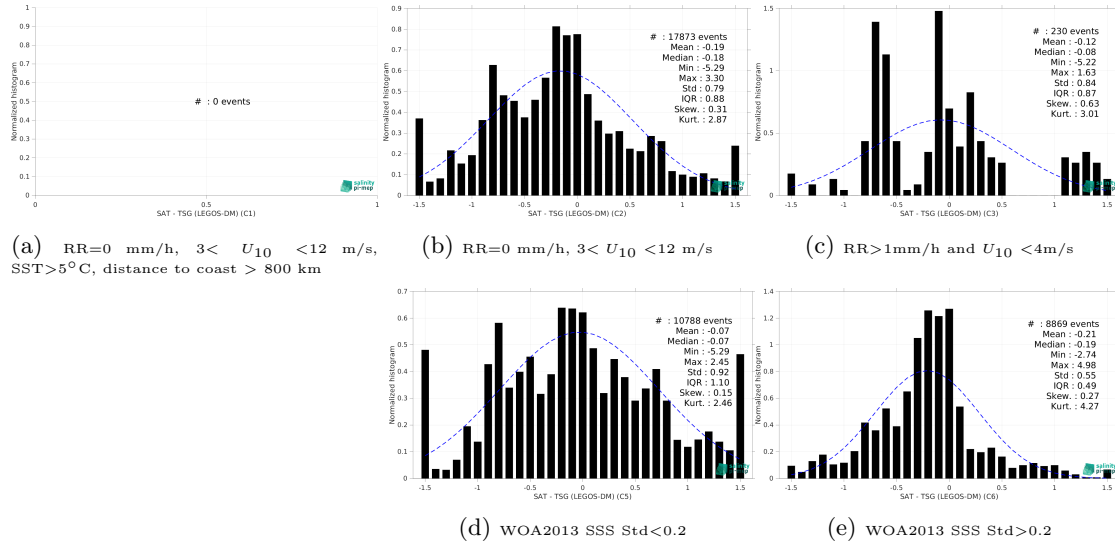 1
0.9
0.8
0.7
0.6
0.5
0.4
0.3
0.2
0.1
0
Normalized histogram
# : 0 events
0
0.5
1
SAT - TSG (LEGOS-DM) (C1)
salinity
pi-mep
(a) RR=0 mm/h, 3< U10 <12 m/s,
SST>5°C, distance to coast > 800 km
0.9
0.8
0.7
0.6
0.5
0.4
0.3
0.2
0.1
0
Normalized histogram
# : 17873 events
Mean : -0.19
Median : -0.18
Min : -5.29
Max : 3.30
Std : 0.79
IQR : 0.88
Skew. : 0.31
Kurt. : 2.87
-1.5
-1
-0.5
0
0.5
1
1.5
SAT - TSG (LEGOS-DM) (C2)
salinity
pi-mep
(b) RR=0 mm/h, 3< U10 <12 m/s
1.5
1
0.5
0
Normalized histogram
# : 230 events
Mean : -0.12
Median : -0.08
Min : -5.22
Max : 1.63
Std : 0.84
IQR : 0.87
Skew. : 0.63
Kurt. : 3.01
-1.5
-1
-0.5
0
0.5
1
1.5
SAT - TSG (LEGOS-DM) (C3)
salinity
pi-mep
(c) RR>1mm/h and U10 <4m/s
0.7
0.6
0.5
0.4
0.3
0.2
0.1
0
Normalized histogram
# : 10788 events
Mean : -0.07
Median : -0.07
Min : -5.29
Max : 2.45
Std : 0.92
IQR : 1.10
Skew. : 0.15
Kurt. : 2.46
-1.5
-1
-0.5
0
0.5
1
1.5
SAT - TSG (LEGOS-DM) (C5)
salinity
pi-mep
(d) WOA2013 SSS Std<0.2
1.4
1.2
1
0.8
0.6
0.4
0.2
0
Normalized histogram
# : 8869 events
Mean : -0.21
Median : -0.19
Min : -2.74
Max : 4.98
Std : 0.55
IQR : 0.49
Skew. : 0.27
Kurt. : 4.27
-1.5
-1
-0.5
0
0.5
1
1.5
SAT - TSG (LEGOS-DM) (C6)
salinity
pi-mep
(e) WOA2013 SSS Std>0.2